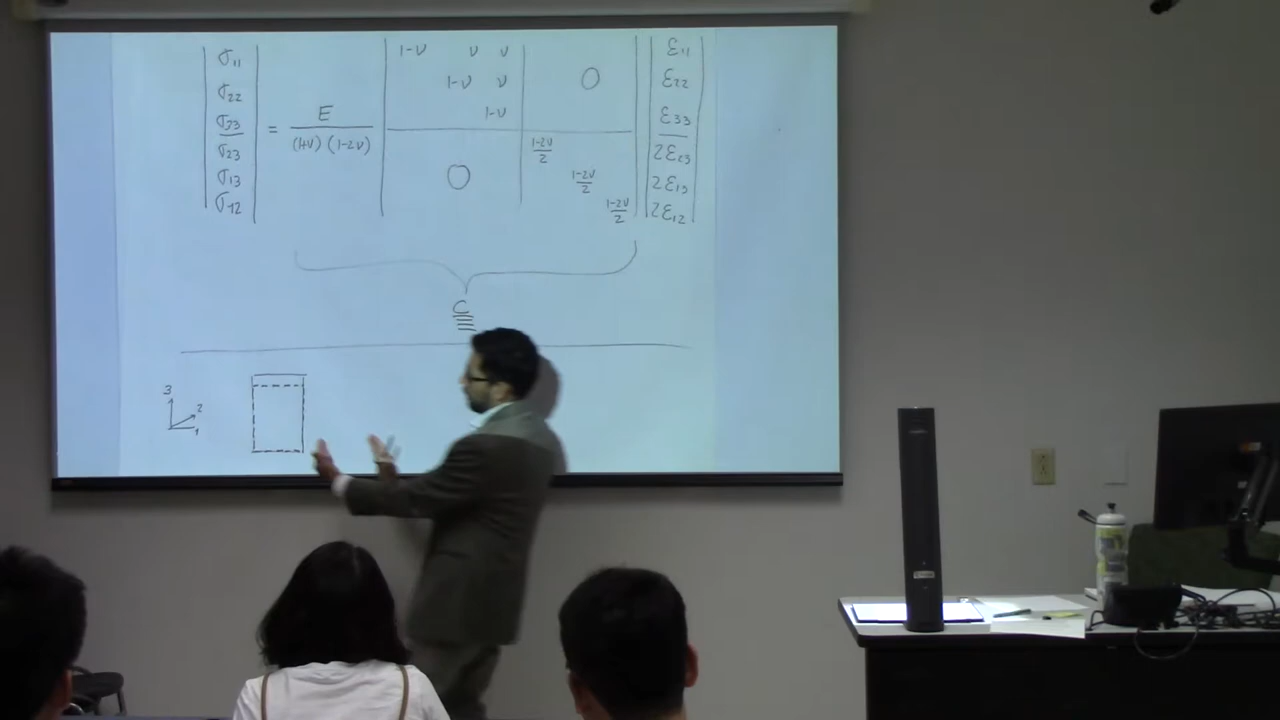 σ₁₁ 1-ν ν ν ε₁₁
σ₂₂ 1-ν ν 0 ε₂₂
σ₃₃ = E 1-ν ε₃₃
σ₂₃ (1+ν) (1-2ν) 1-2ν/2 2ε₂₃
σ₁₃ 0 1-2ν/2 2ε₁₃
σ₁₂ 1-2ν/2 2ε₁₂
C
3
2
1